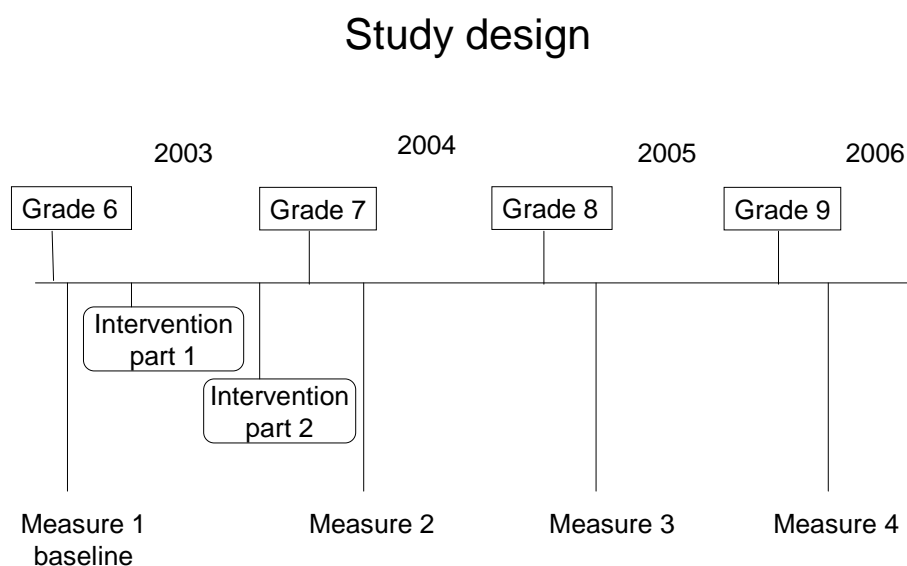 Study design
2003 2004 2005 2006
Grade 6 Grade 7 Grade 8 Grade 9
Intervention
part 1
Intervention
part 2
Measure 1
baseline
Measure 2
Measure 3
Measure 4